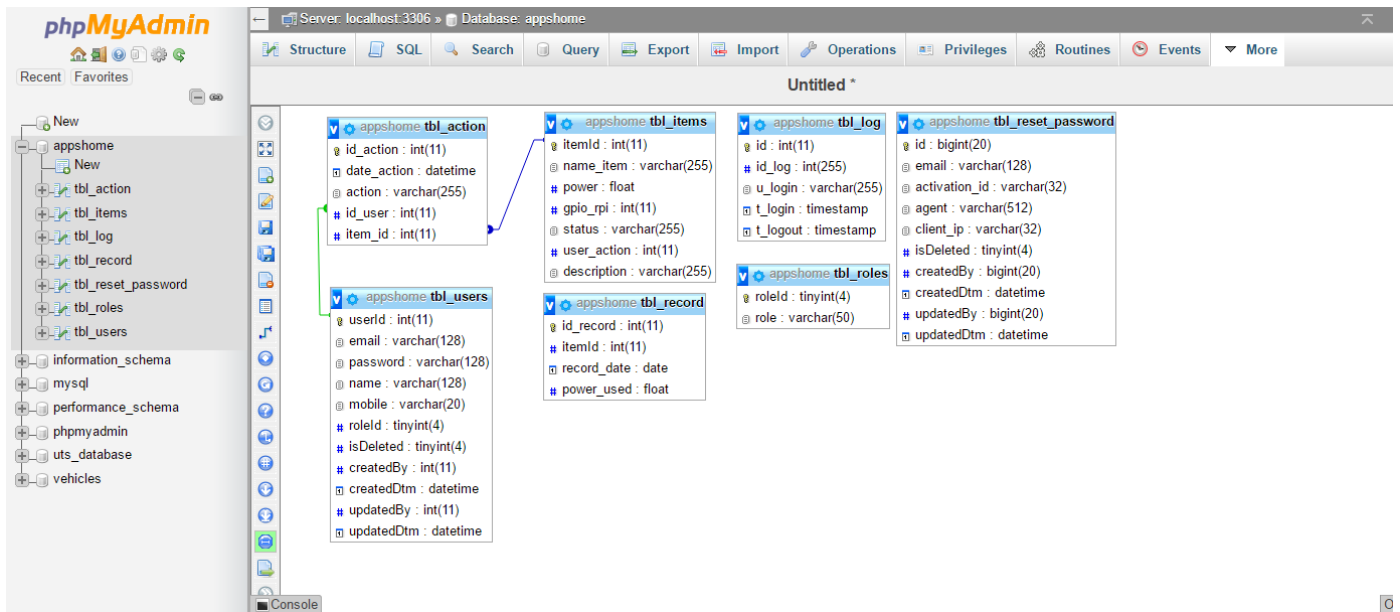 phpMyAdmin
Recent Favorites
New
appshome
New
tbl_action
tbl_items
tbl_log
tbl_record
tbl_reset_password
tbl_roles
tbl_users
information_schema
mysql
performance_schema
phpmyadmin
uts_database
vehicles
Server: localhost:3306 » Database: appshome
Structure SQL Search Query Export Import Operations Privileges Routines Events More
Untitled *
appshome tbl_action
id_action : int(11)
date_action : datetime
action : varchar(255)
id_user : int(11)
item_id : int(11)
appshome tbl_items
itemId : int(11)
name_item : varchar(255)
power : float
gpio_rpi : int(11)
status : varchar(255)
user_action : int(11)
description : varchar(255)
appshome tbl_log
id : int(11)
id_log : int(255)
u_login : varchar(255)
t_login : timestamp
t_logout : timestamp
appshome tbl_reset_password
id : bigint(20)
email : varchar(128)
activation_id : varchar(32)
agent : varchar(512)
client_ip : varchar(32)
isDeleted : tinyint(4)
createdBy : bigint(20)
createdDtm : datetime
updatedBy : bigint(20)
updatedDtm : datetime
appshome tbl_users
userId : int(11)
email : varchar(128)
password : varchar(128)
name : varchar(128)
mobile : varchar(20)
roleId : tinyint(4)
isDeleted : tinyint(4)
createdBy : int(11)
createdDtm : datetime
updatedBy : int(11)
updatedDtm : datetime
appshome tbl_record
id_record : int(11)
itemId : int(11)
record_date : date
power_used : float
appshome tbl_roles
roleId : tinyint(4)
role : varchar(50)
Console